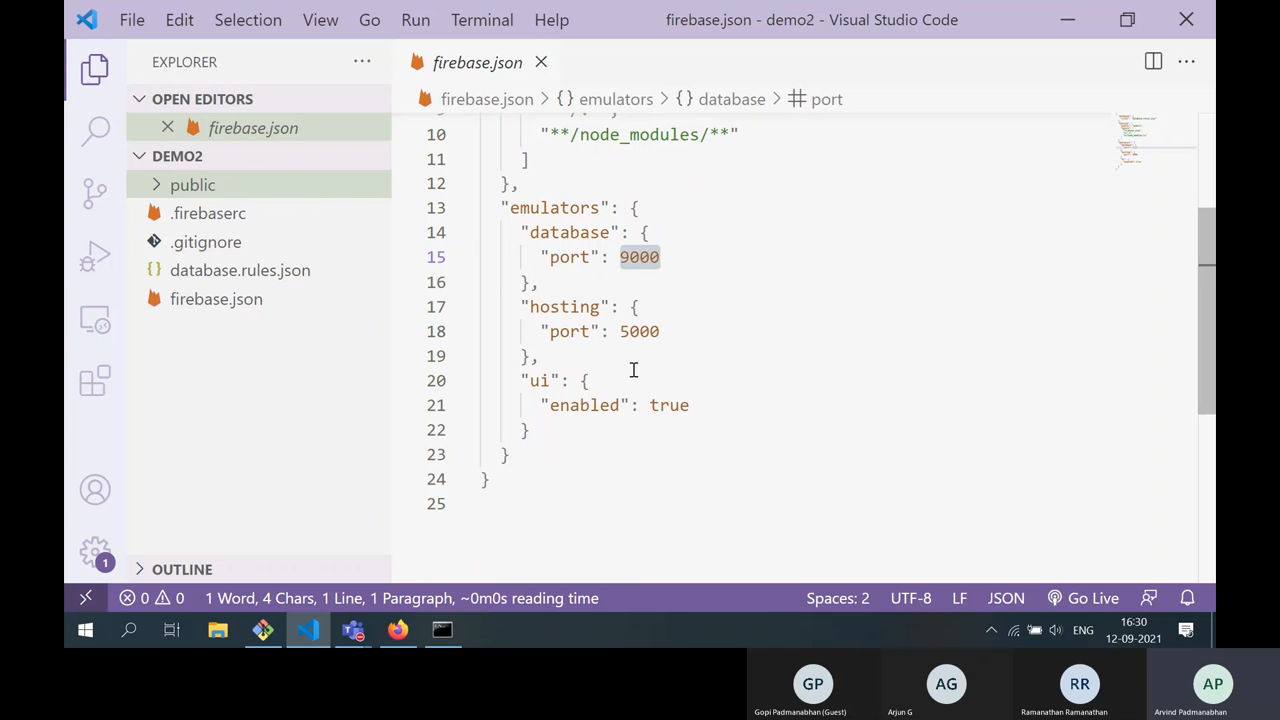 File Edit Selection View Go Run Terminal Help firebase.json - demo2 - Visual Studio Code
EXPLORER
OPEN EDITORS
firebase.json
DEMO2
public
.firebaserc
.gitignore
database.rules.json
firebase.json
OUTLINE
firebase.json
firebase.json > {} emulators > {} database > # port
10 "**/node_modules/**"
11 ]
12 },
13 "emulators": {
14 "database": {
15 "port": 9000
16 },
17 "hosting": {
18 "port": 5000
19 },
20 "ui": {
21 "enabled": true
22 }
23 }
24 }
25
1
0 0 1 Word, 4 Chars, 1 Line, 1 Paragraph, ~0m0s reading time Spaces: 2 UTF-8 LF JSON Go Live
ENG 16:30
12-09-2021
GP AG RR AP
Gopi Padmanabhan (Guest) Arjun G Ramanathan Ramanathan Arvind Padmanabhan